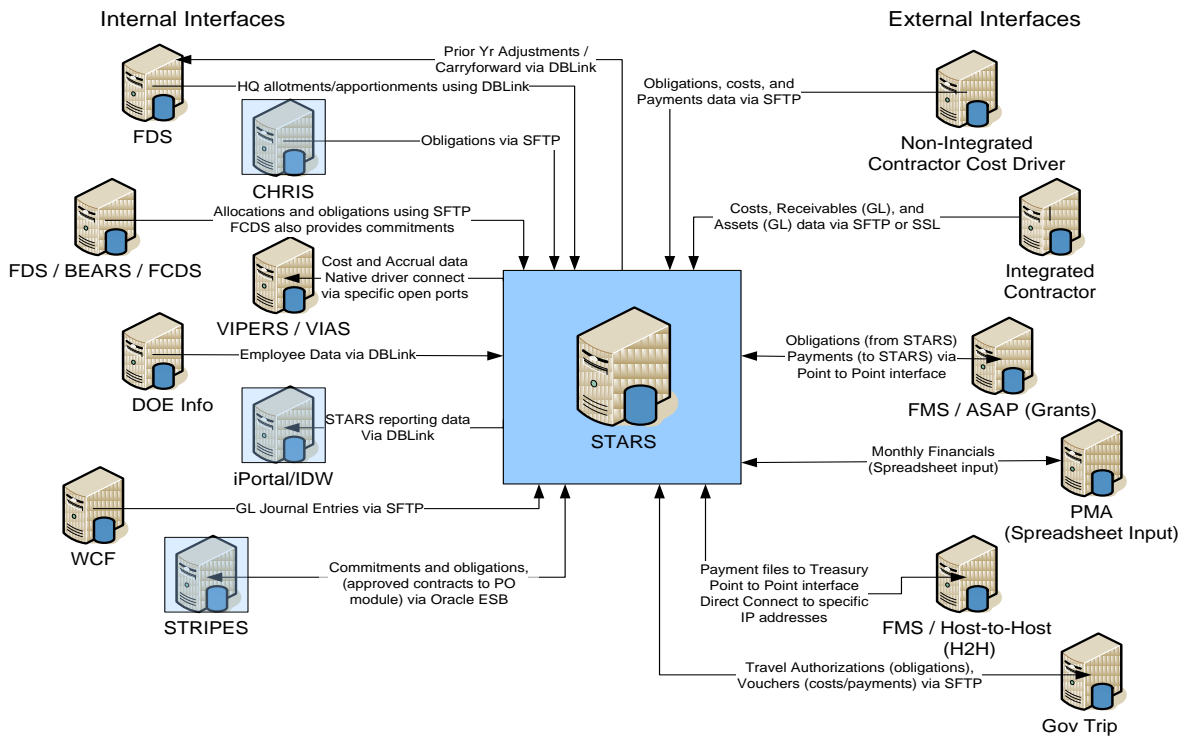 Internal Interfaces
External Interfaces
Prior Yr Adjustments /
Carryforward via DBLink
HQ allotments/apportionments using DBLink
FDS
Obligations via SFTP
CHRIS
Allocations and obligations using SFTP
FCDS also provides commitments
FDS / BEARS / FCDS
Cost and Accrual data
Native driver connect
via specific open ports
VIPERS / VIAS
Employee Data via DBLink
DOE Info
STARS reporting data
Via DBLink
iPortal/IDW
GL Journal Entries via SFTP
WCF
Commitments and obligations,
(approved contracts to PO
module) via Oracle ESB
STRIPES
STARS
Obligations, costs, and
Payments data via SFTP
Non-Integrated
Contractor Cost Driver
Costs, Receivables (GL), and
Assets (GL) data via SFTP or SSL
Integrated
Contractor
Obligations (from STARS)
Payments (to STARS) via
Point to Point interface
FMS / ASAP (Grants)
Monthly Financials
(Spreadsheet input)
PMA
(Spreadsheet Input)
Payment files to Treasury
Point to Point interface
Direct Connect to specific
IP addresses
FMS / Host-to-Host
(H2H)
Travel Authorizations (obligations),
Vouchers (costs/payments) via SFTP
Gov Trip